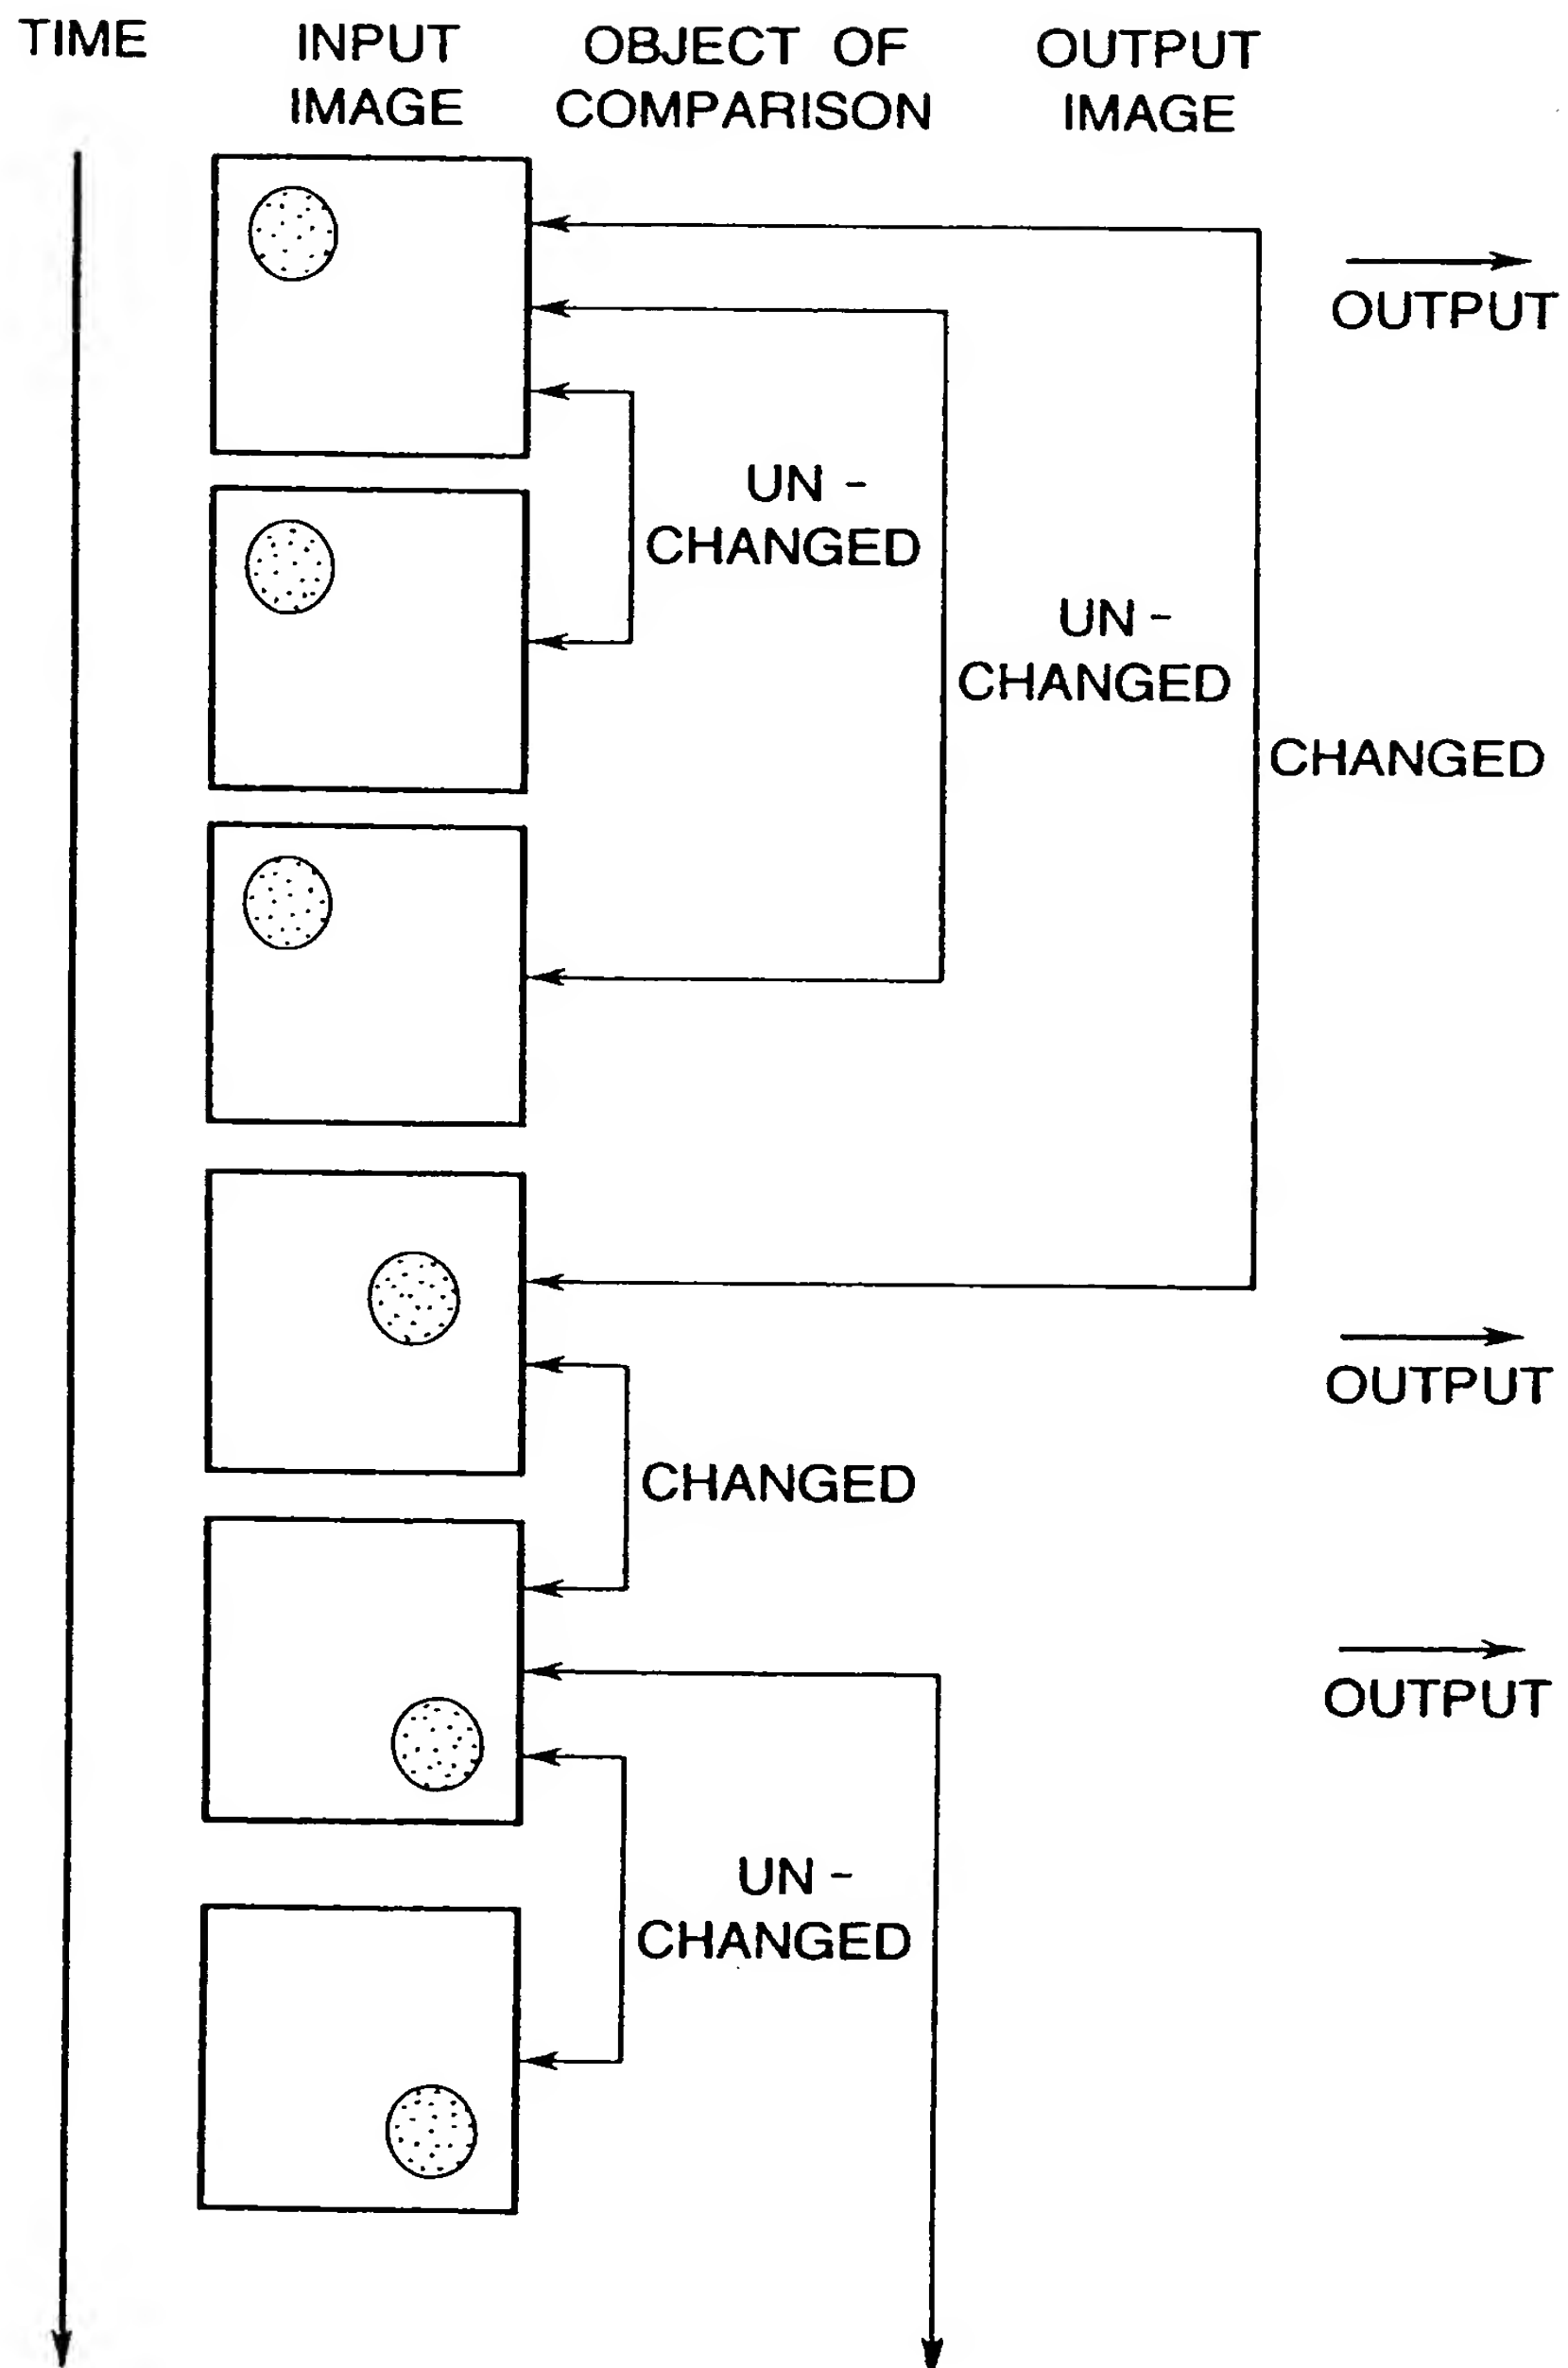 TIME
INPUT
IMAGE
OBJECT OF
COMPARISON
OUTPUT
IMAGE
OUTPUT
UN -
CHANGED
UN -
CHANGED
CHANGED
OUTPUT
CHANGED
OUTPUT
UN -
CHANGED